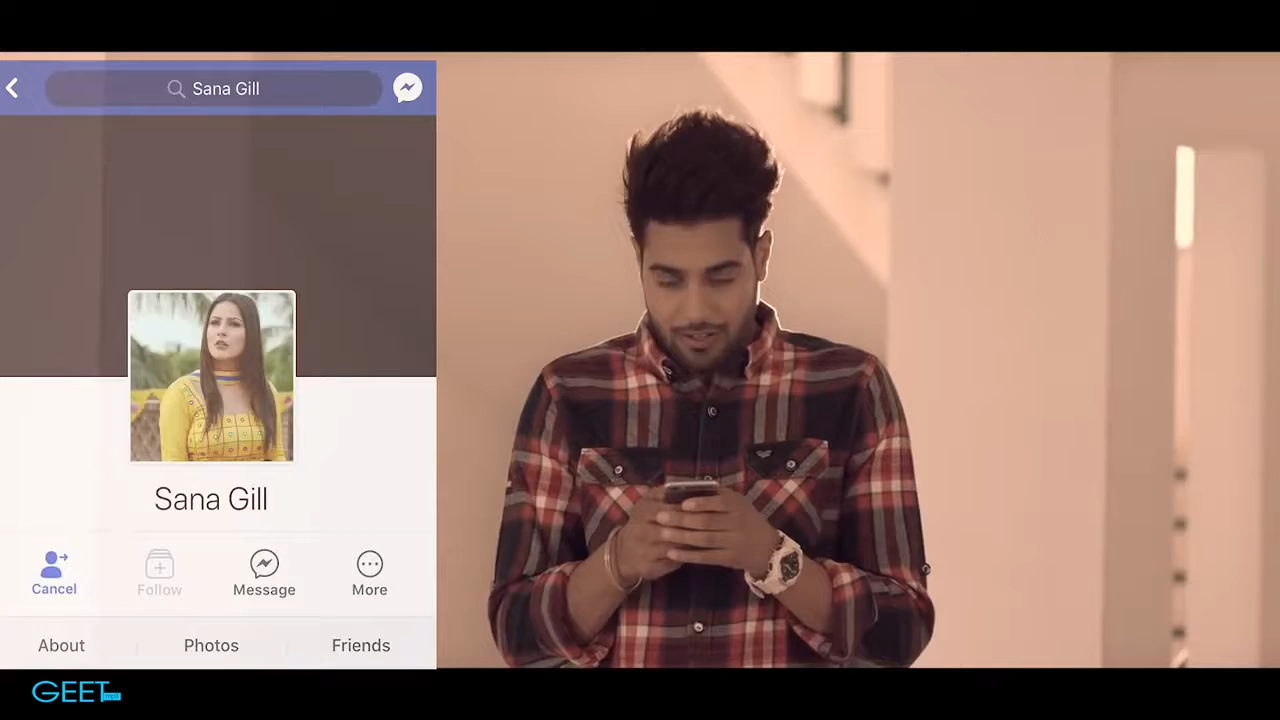 Sana Gill
Sana Gill
Cancel
Follow
Message
More
About
Photos
Friends
GEET